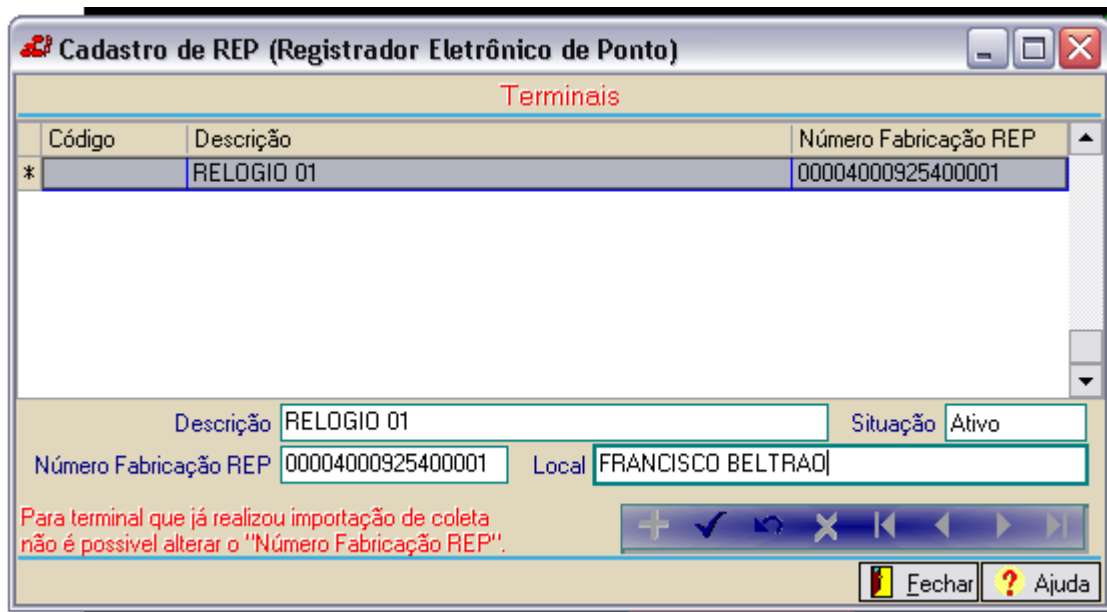 Cadastro de REP (Registrador Eletrônico de Ponto)
Terminais
Código Descrição Número Fabricação REP
* RELOGIO 01 00004000925400001
Descrição RELOGIO 01 Situação Ativo
Número Fabricação REP 00004000925400001 Local FRANCISCO BELTRAO
Para terminal que já realizou importação de coleta
não é possivel alterar o "Número Fabricação REP".
Fechar ? Ajuda